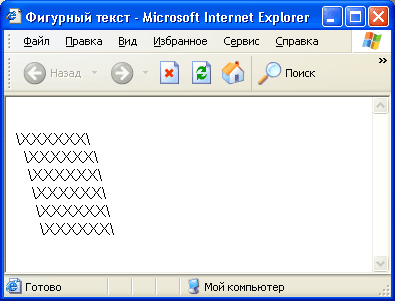 Фигурный текст - Microsoft Internet Explorer
Файл Правка Вид Избранное Сервис Справка
Назад Поиск
\XXXXXXX\
\XXXXXXX\
\XXXXXXX\
\XXXXXXX\
\XXXXXXX\
\XXXXXXX\
Готово Мой компьютер